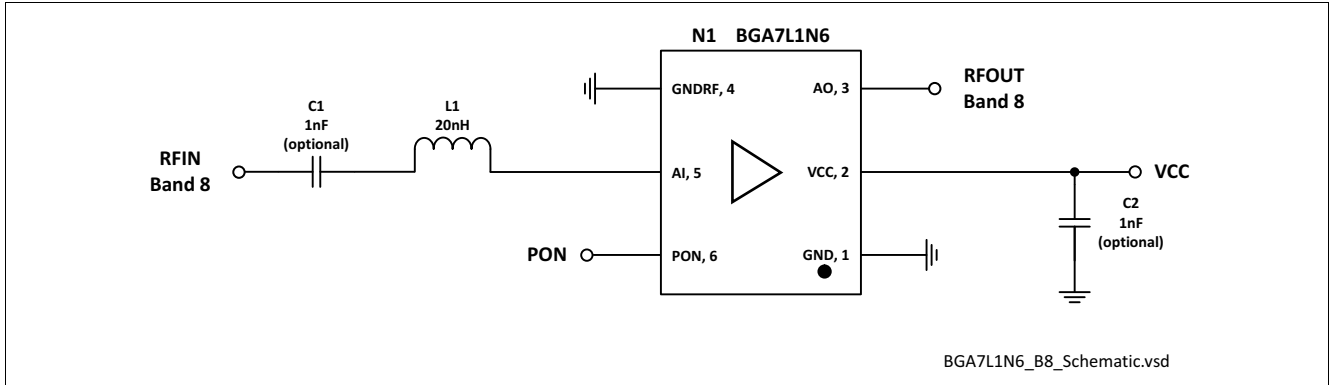 N1 BGA7L1N6
GNDRF, 4
AO, 3
RFOUT
Band 8
C1
1nF
(optional)
L1
20nH
RFIN
Band 8
AI, 5
VCC, 2
VCC
C2
1nF
(optional)
PON
PON, 6
GND, 1
BGA7L1N6_B8_Schematic.vsd